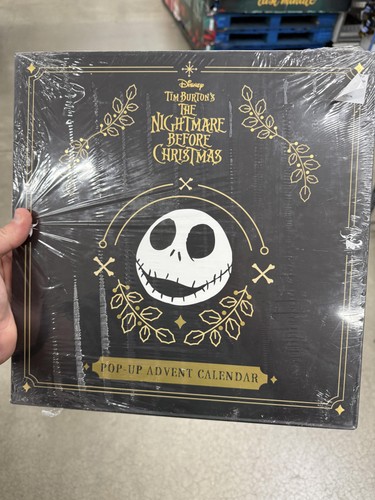 Disney
TIM BURTON'S
THE
NIGHTMARE
BEFORE
CHRISTMAS
POP-UP ADVENT CALENDAR